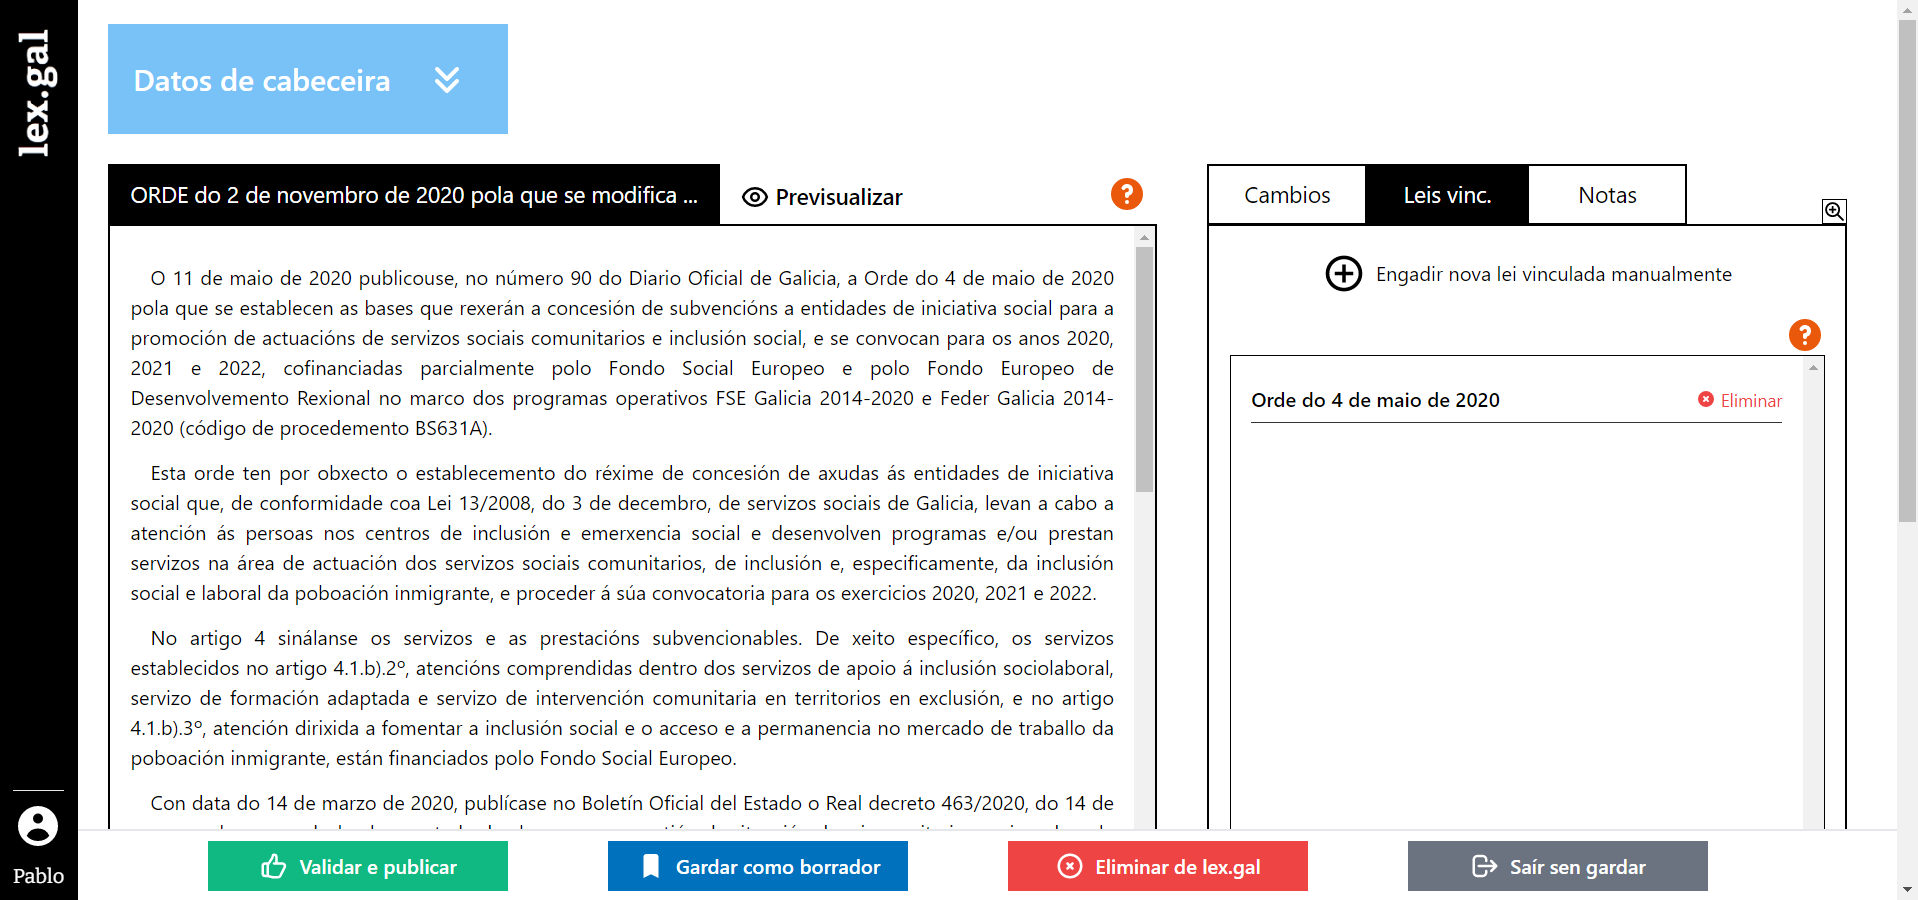 lex.gal
Datos de cabeceira
ORDE do 2 de novembro de 2020 pola que se modifica ...
Previsualizar
?
O 11 de maio de 2020 publicouse, no número 90 do Diario Oficial de Galicia, a Orde do 4 de maio de 2020
pola que se establecen as bases que rexerán a concesión de subvencións a entidades de iniciativa social para a
promoción de actuacións de servizos sociais comunitarios e inclusión social, e se convocan para os anos 2020,
2021 e 2022, cofinanciadas parcialmente polo Fondo Social Europeo e polo Fondo Europeo de
Desenvolvemento Rexional no marco dos programas operativos FSE Galicia 2014-2020 e Feder Galicia 2014-
2020 (código de procedemento BS631A).
Esta orde ten por obxecto o establecemento do réxime de concesión de axudas ás entidades de iniciativa
social que, de conformidade coa Lei 13/2008, do 3 de decembro, de servizos sociais de Galicia, levan a cabo a
atención ás persoas nos centros de inclusión e emerxencia social e desenvolven programas e/ou prestan
servizos na área de actuación dos servizos sociais comunitarios, de inclusión e, especificamente, da inclusión
social e laboral da poboación inmigrante, e proceder á súa convocatoria para os exercicios 2020, 2021 e 2022.
No artigo 4 sinálanse os servizos e as prestacións subvencionables. De xeito específico, os servizos
establecidos no artigo 4.1.b).2º, atencións comprendidas dentro dos servizos de apoio á inclusión sociolaboral,
servizo de formación adaptada e servizo de intervención comunitaria en territorios en exclusión, e no artigo
4.1.b).3º, atención dirixida a fomentar a inclusión social e o acceso e a permanencia no mercado de traballo da
poboación inmigrante, están financiados polo Fondo Social Europeo.
Con data do 14 de marzo de 2020, publícase no Boletín Oficial del Estado o Real decreto 463/2020, do 14 de
Cambios
Leis vinc.
Notas
Engadir nova lei vinculada manualmente
?
Orde do 4 de maio de 2020
Eliminar
Pablo
Validar e publicar
Gardar como borrador
Eliminar de lex.gal
Saír sen gardar